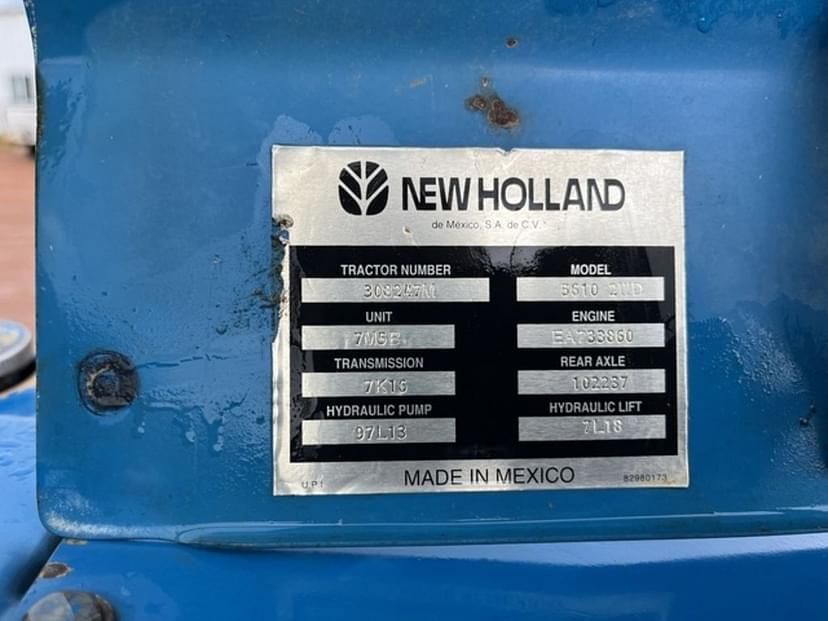 NEW HOLLAND
de México, S.A. de C.V.
TRACTOR NUMBER MODEL
308247M 5610 2WD
UNIT ENGINE
7M5B EA733860
TRANSMISSION REAR AXLE
7K16 102237
HYDRAULIC PUMP HYDRAULIC LIFT
97L13 7L18
U.P.I. MADE IN MEXICO 82980173